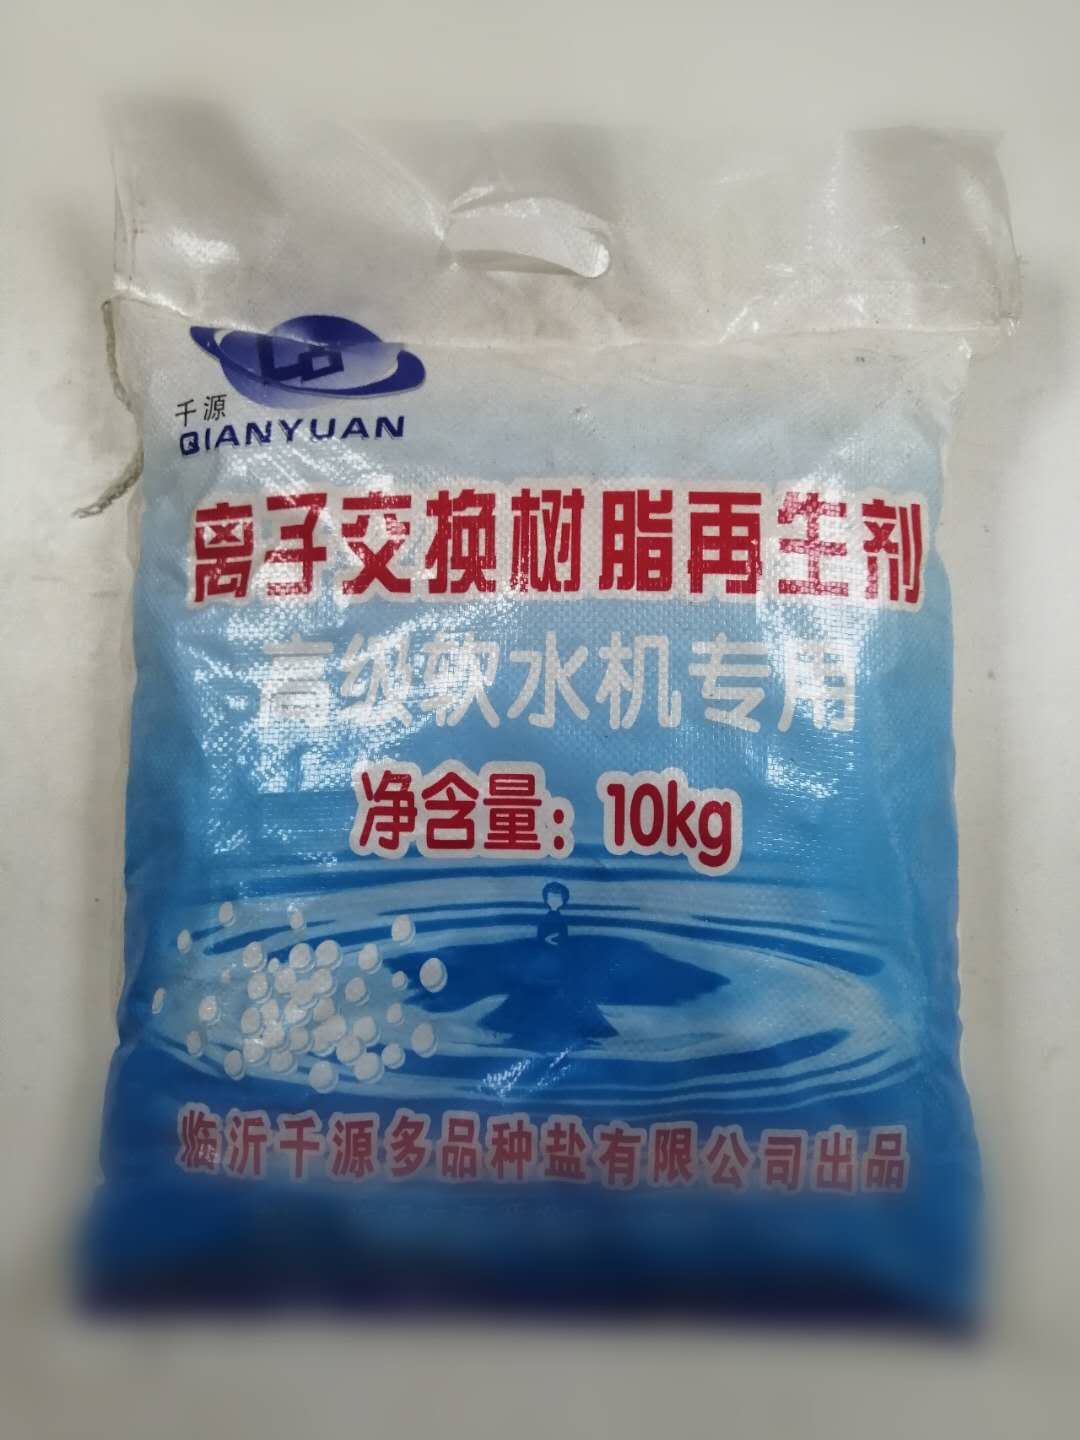 千源
QIANYUAN
离子交换树脂再生剂
高级软水机专用
净含量：10kg
临沂千源多品种盐有限公司出品